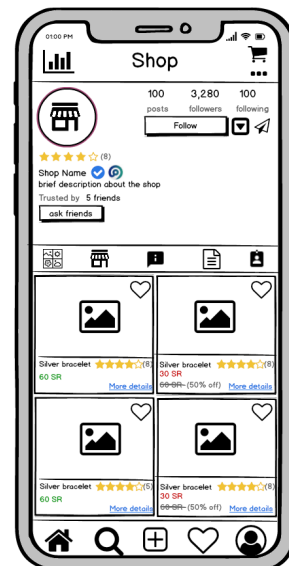 01:00 PM
Shop
100 3,280 100
posts followers following
Follow
(8)
Shop Name
brief description about the shop
Trusted by 5 friends
ask friends
Silver bracelet (8)
60 SR
More details
Silver bracelet (8)
30 SR
60 SR (50% off) More details
Silver bracelet (5)
60 SR
More details
Silver bracelet (8)
30 SR
60 SR (50% off) More details